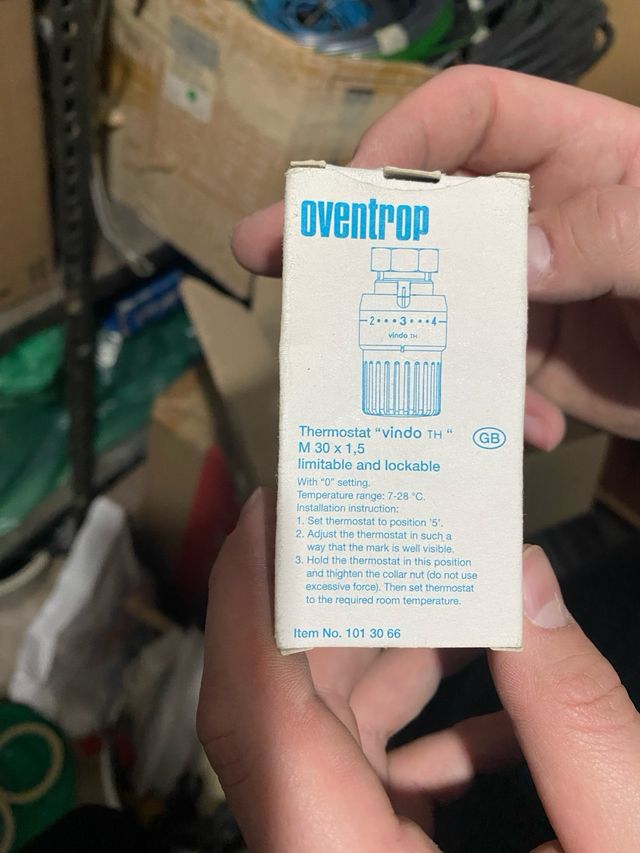 oventrop
2 • • • 3 • • • 4
vindo TH
Thermostat "vindo TH "
GB
M 30 x 1,5
limitable and lockable
With "0" setting.
Temperature range: 7-28 °C.
Installation instruction:
1. Set thermostat to position '5'.
2. Adjust the thermostat in such a
way that the mark is well visible.
3. Hold the thermostat in this position
and thighten the collar nut (do not use
excessive force). Then set thermostat
to the required room temperature.
Item No. 101 30 66